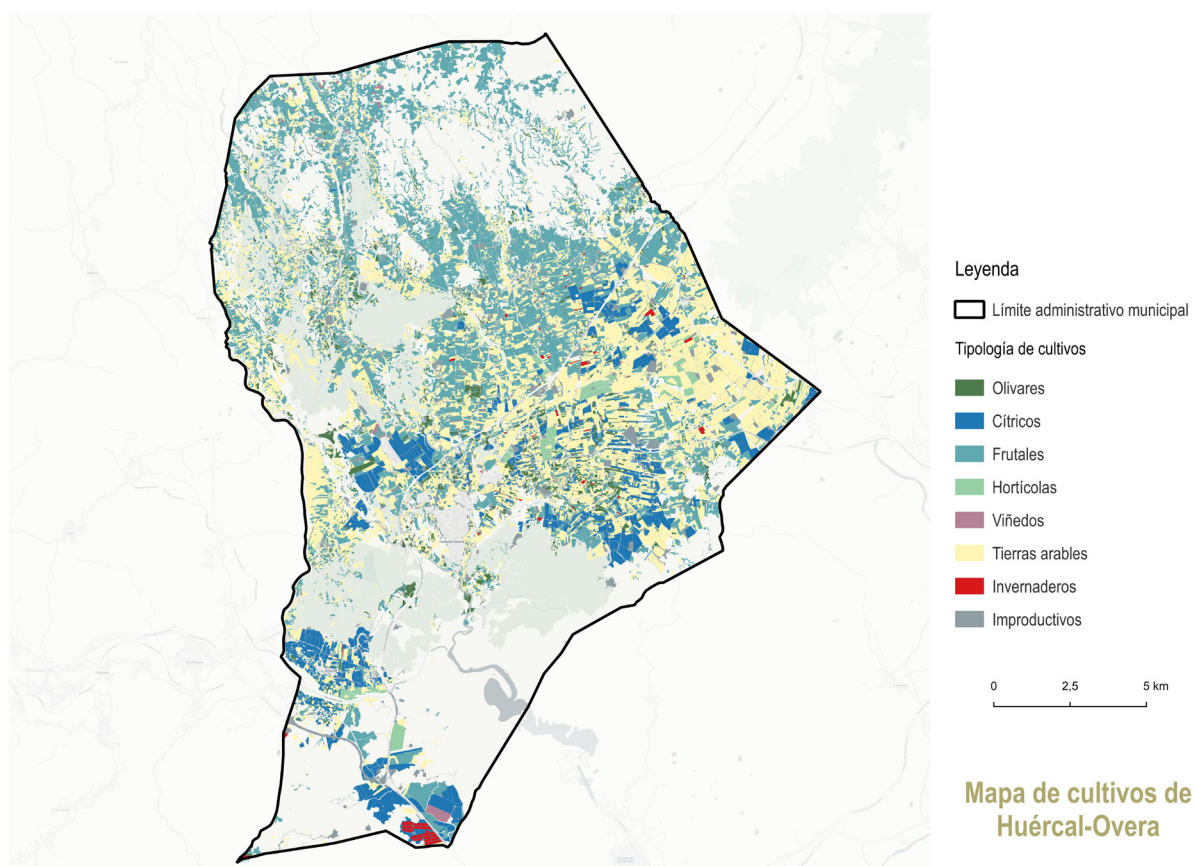 Leyenda
Límite administrativo municipal
Tipología de cultivos
Olivares
Cítricos
Frutales
Hortícolas
Viñedos
Tierras arables
Invernaderos
Improductivos
0 2,5 5 km
Mapa de cultivos de
Huércal-Overa